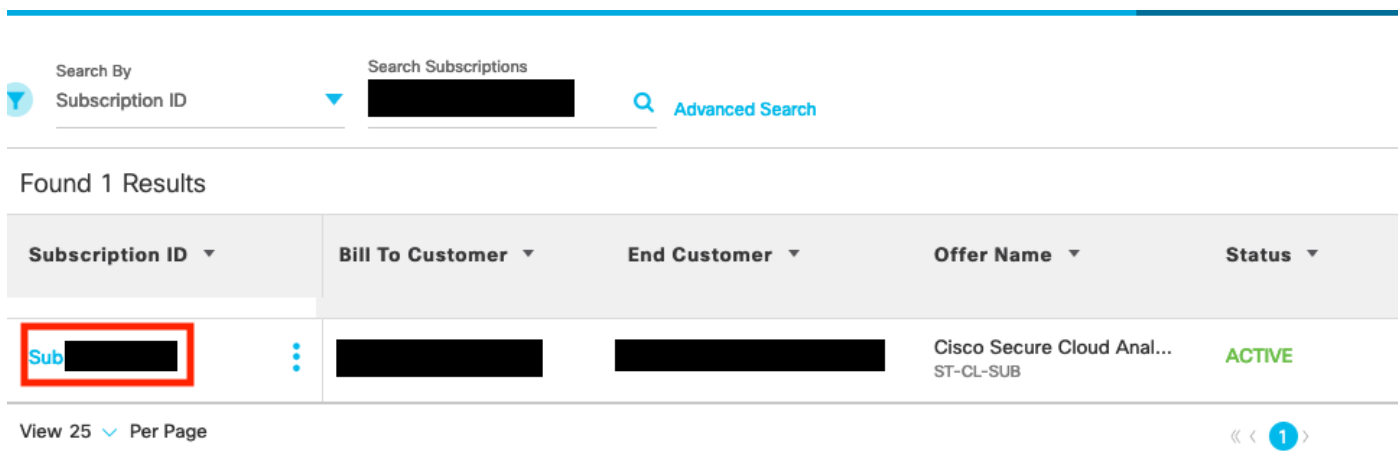 Search By
Search Subscriptions
Subscription ID
Advanced Search
Found 1 Results
Subscription ID Bill To Customer End Customer Offer Name Status
Sub
Cisco Secure Cloud Anal... ACTIVE
ST-CL-SUB
View 25 Per Page
« < 1 >